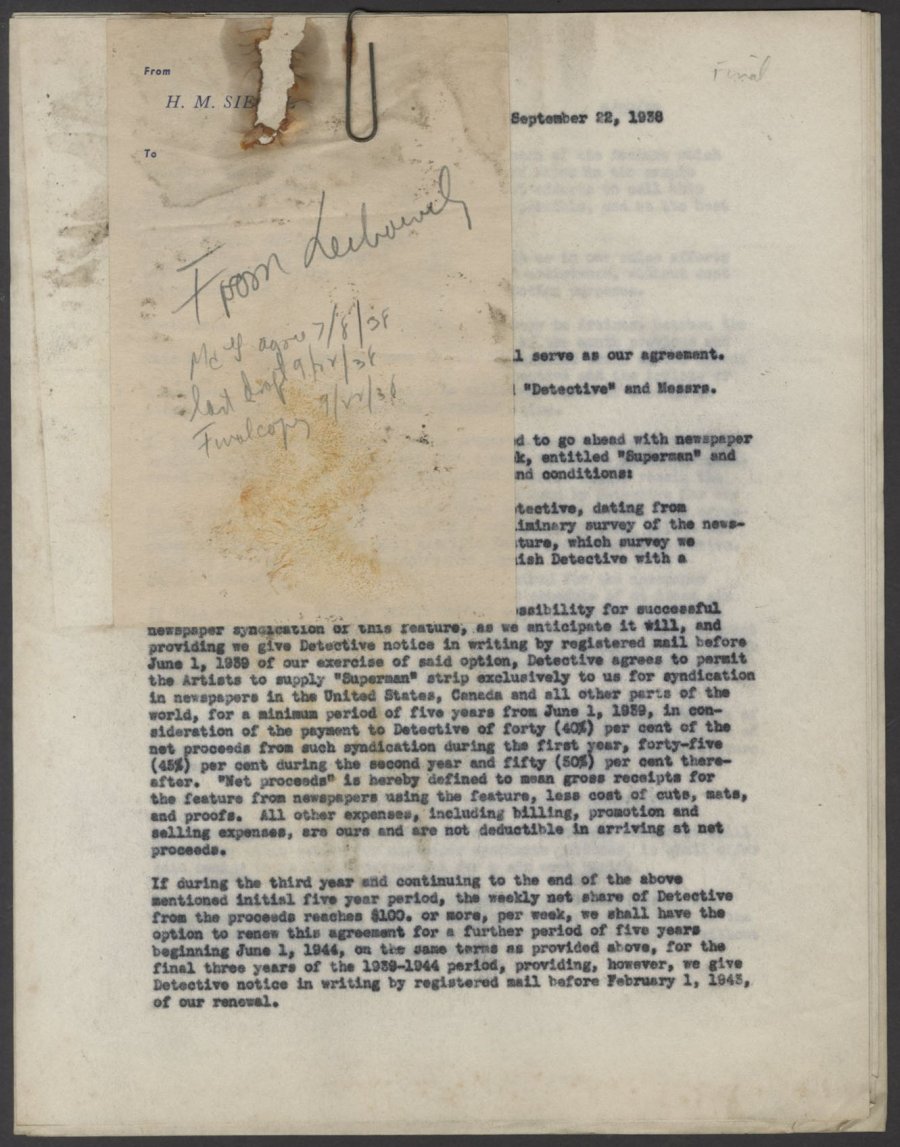 Final
From
H. M. SIE
To
From Leibowitz
Mc agree 7/8/38
last draft 9/22/38
Final copy 9/22/38
September 22, 1938
l serve as our agreement.
"Detective" and Messrs.
d to go ahead with newspaper
k, entitled "Superman" and
nd conditions:
tective, dating from
iminary survey of the news-
ture, which survey we
ish Detective with a
ssibility for successful
newspaper syndication of this feature, as we anticipate it will, and
providing we give Detective notice in writing by registered mail before
June 1, 1939 of our exercise of said option, Detective agrees to permit
the Artists to supply "Superman" strip exclusively to us for syndication
in newspapers in the United States, Canada and all other parts of the
world, for a minimum period of five years from June 1, 1939, in con-
sideration of the payment to Detective of forty (40%) per cent of the
net proceeds from such syndication during the first year, forty-five
(45%) per cent during the second year and fifty (50%) per cent there-
after. "Net proceeds" is hereby defined to mean gross receipts for
the feature from newspapers using the feature, less cost of cuts, mats,
and proofs. All other expenses, including billing, promotion and
selling expenses, are ours and are not deductible in arriving at net
proceeds.
If during the third year and continuing to the end of the above
mentioned initial five year period, the weekly net share of Detective
from the proceeds reaches $100. or more, per week, we shall have the
option to renew this agreement for a further period of five years
beginning June 1, 1944, on the same terms as provided above, for the
final three years of the 1939-1944 period, providing, however, we give
Detective notice in writing by registered mail before February 1, 1943,
of our renewal.